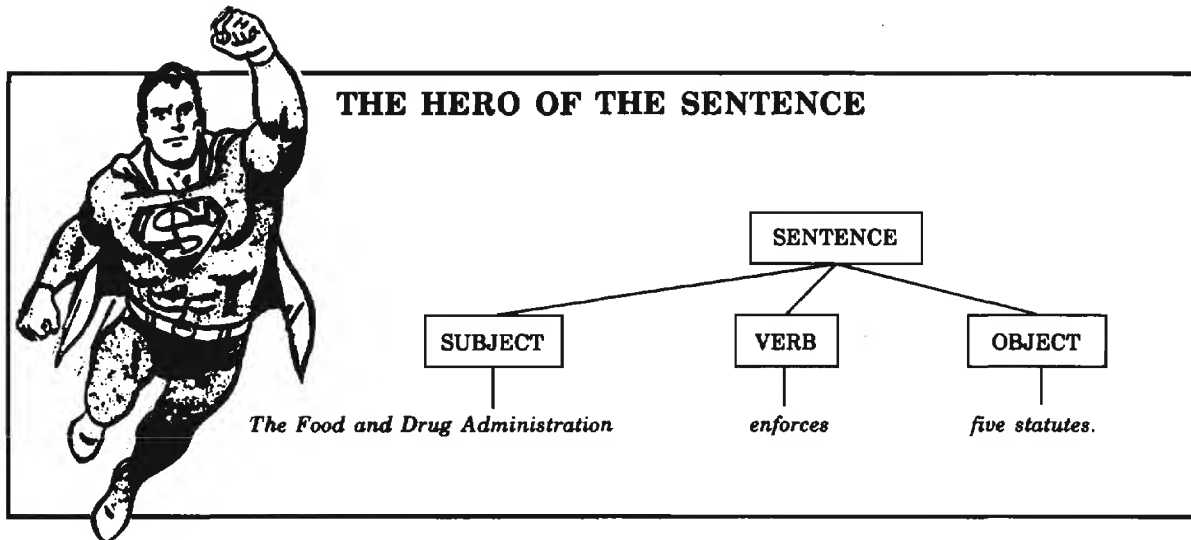 THE HERO OF THE SENTENCE
SENTENCE
SUBJECT VERB OBJECT
The Food and Drug Administration enforces five statutes.